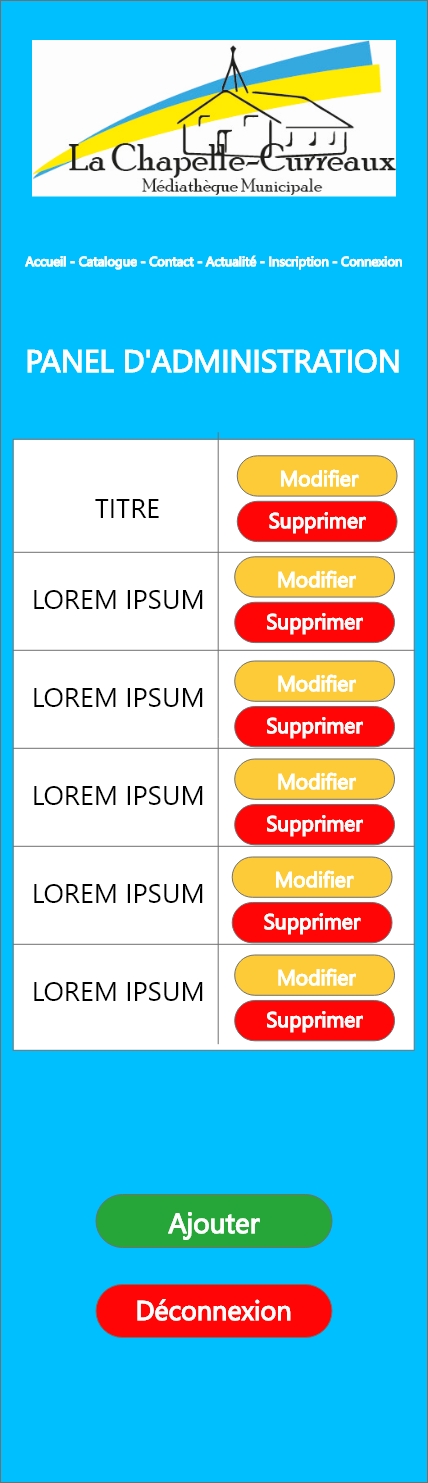 La Chapelle-Curreaux
Médiathèque Municipale
Accueil - Catalogue - Contact - Actualité - Inscription - Connexion
PANEL D'ADMINISTRATION
TITRE
Modifier
Supprimer
LOREM IPSUM
Modifier
Supprimer
LOREM IPSUM
Modifier
Supprimer
LOREM IPSUM
Modifier
Supprimer
LOREM IPSUM
Modifier
Supprimer
LOREM IPSUM
Modifier
Supprimer
Ajouter
Déconnexion